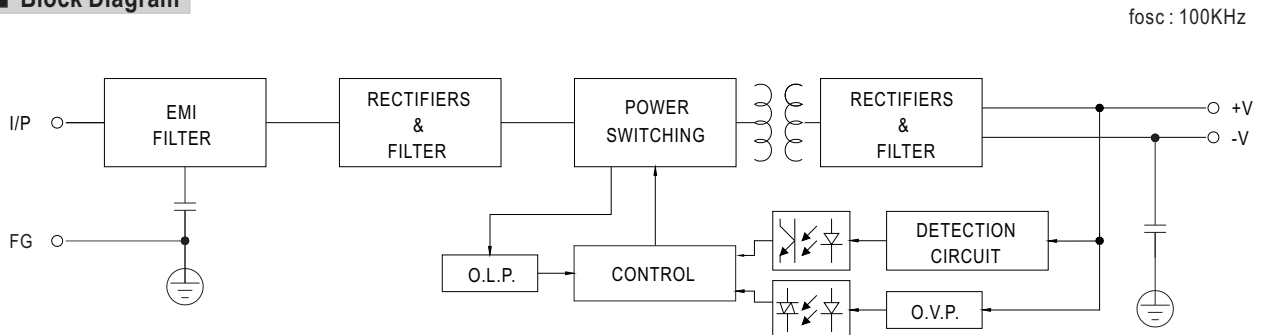 ■ Block Diagram
fosc : 100KHz
I/P
EMI
FILTER
RECTIFIERS
&
FILTER
POWER
SWITCHING
RECTIFIERS
&
FILTER
+V
-V
FG
O.L.P.
CONTROL
DETECTION
CIRCUIT
O.V.P.